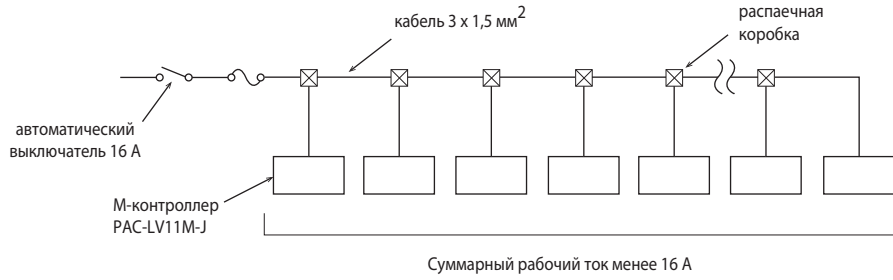 кабель 3 x 1,5 мм2
распаечная
коробка
автоматический
выключатель 16 А
М-контроллер
PAC-LV11M-J
Суммарный рабочий ток менее 16 А